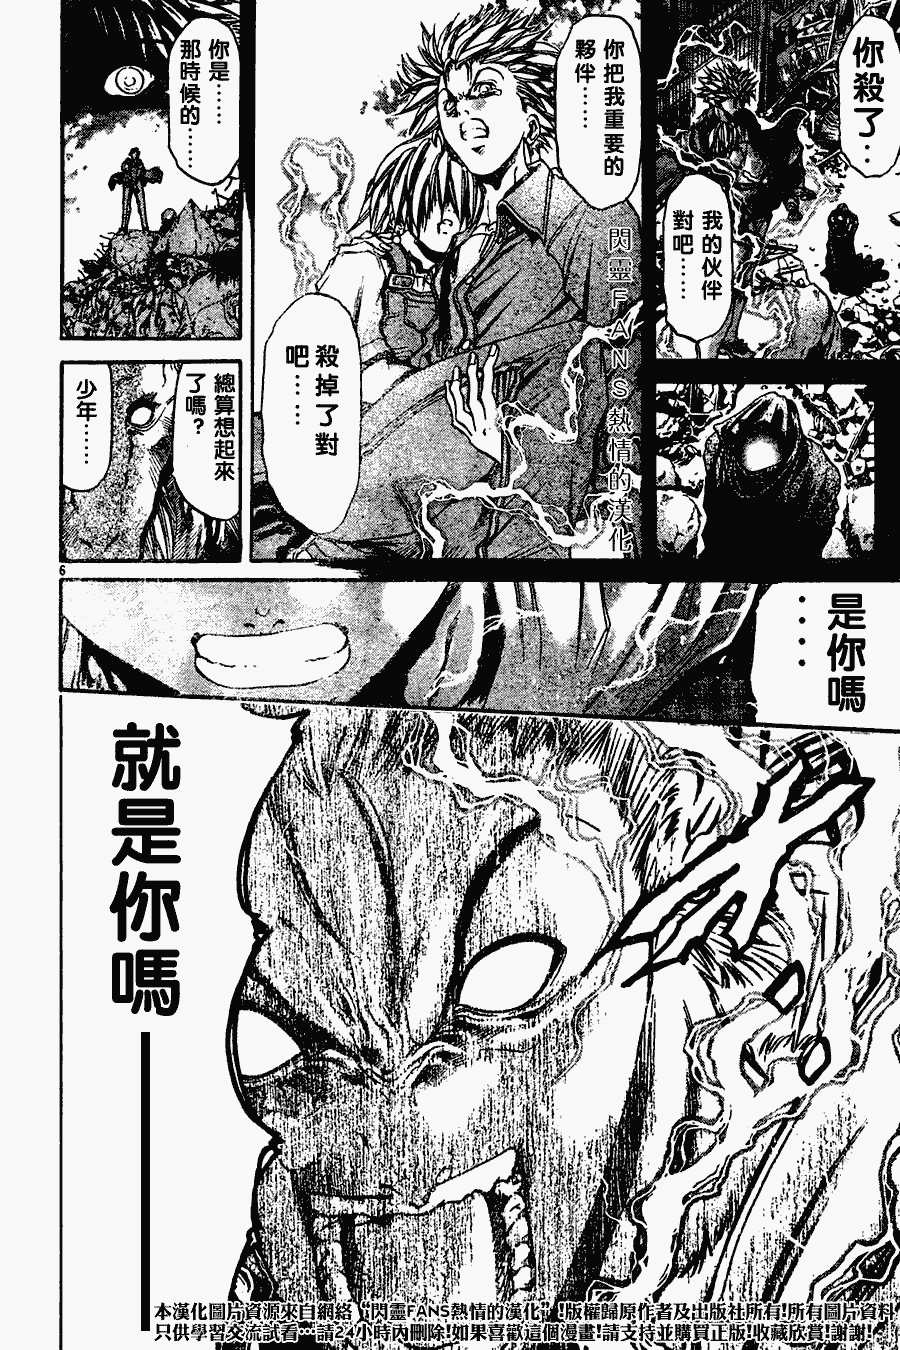 你殺了‥
我的伙伴
對吧……
你把我重要的
夥伴……
殺掉了對
吧……
你是……
那時候的……
閃靈FANS熱情的漢化
總算想起來
了嗎?
少年……
6
是你嗎
‥‥
就是你嗎——
本漢化圖片資源來自網絡“閃靈FANS熱情的漢化”!版權歸原作者及出版社所有!所有圖片資料
只供學習交流試看…請24小時內刪除!如果喜歡這個漫畫!請支持並購買正版!收藏欣賞!謝謝!